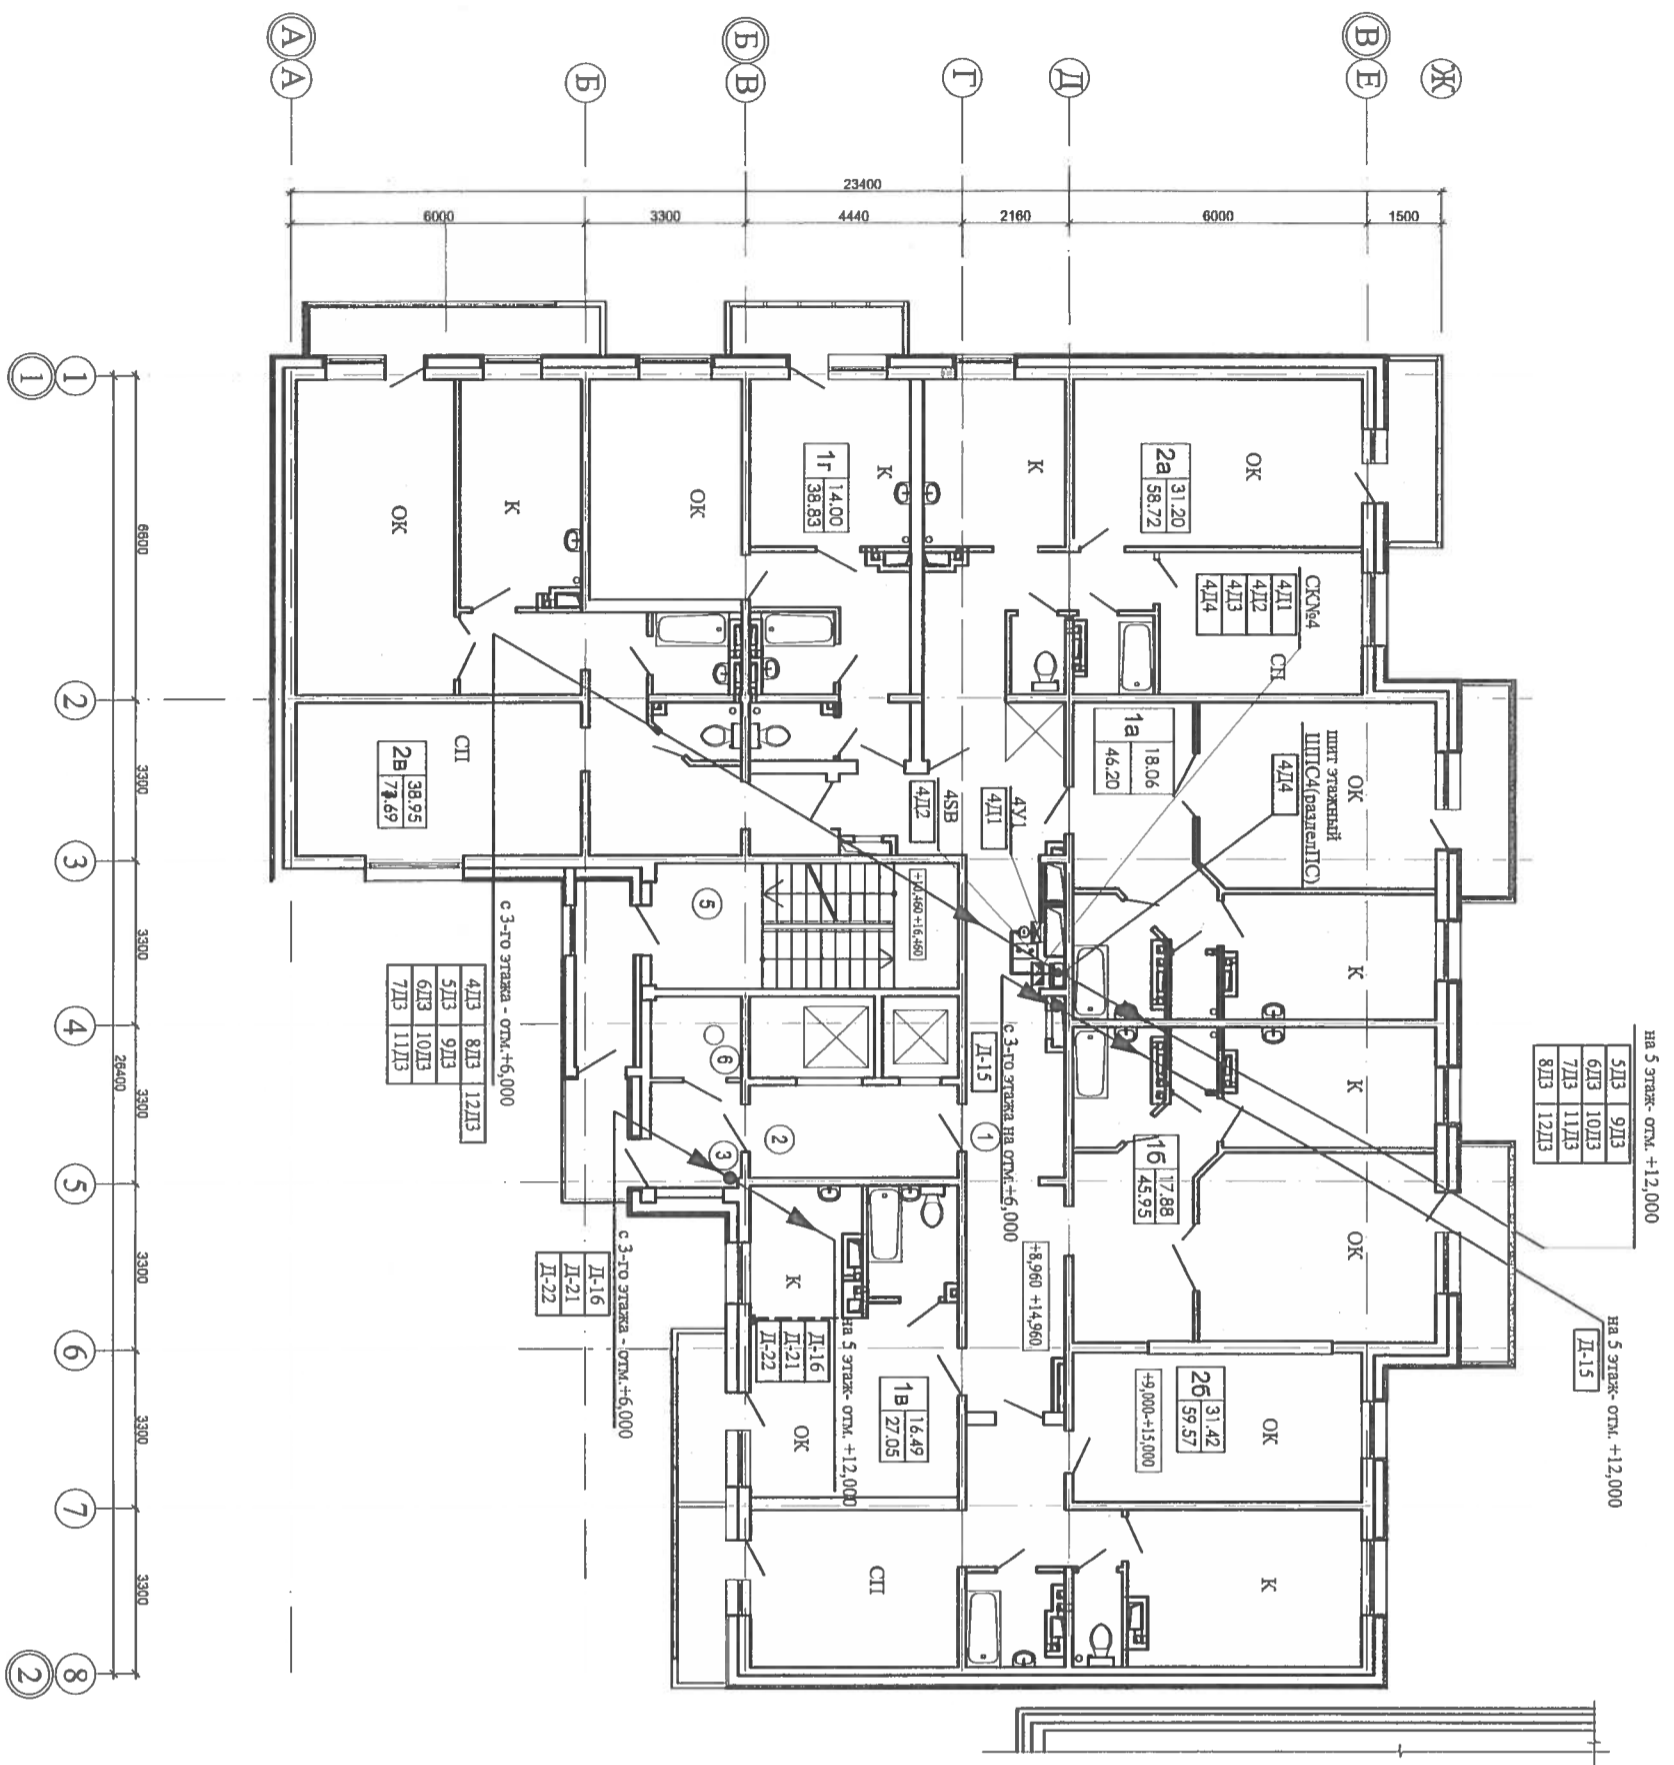 А А
Б
Б В
Г
Д
В Е
Ж
23400
6000
3300
4440
2160
6000
1500
1 1
2
3
4
5
6
7
2 8
6600
3300
3300
3300
3300
3300
3300
26400
ОК
К
ОК
1г 14.00
38.83
К
К
2а 31.20
58.72
ОК
СК№4
4Д1
4Д2
4Д3
4Д4
СП
СП
2в 38.95
73.69
1а 18.06
46.20
щит этажный
ЩПС4(разделПС)
4Д4
ОК
4SB
4Д2
4У1
4Д1
+10,460 +16,460
5
К
К
с 3-го этажа - отм.+6,000
4Д3 8Д3 12Д3
5Д3 9Д3
6Д3 10Д3
7Д3 11Д3
6
3
2
1
Д-15
с 3-го этажа на отм.+6,000
на 5 этаж- отм. +12,000
5Д3 9Д3
6Д3 10Д3
7Д3 11Д3
8Д3 12Д3
1б 17.88
45.95
ОК
+8,960 +14,960
с 3-го этажа - отм.+6,000
Д-16
Д-21
Д-22
К
на 5 этаж- отм. +12,000
Д-16
Д-21
Д-22
1в 16.49
27.05
ОК
2б 31.42
59.57
+9,000-+15,000
ОК
на 5 этаж- отм. +12,000
Д-15
СП
К